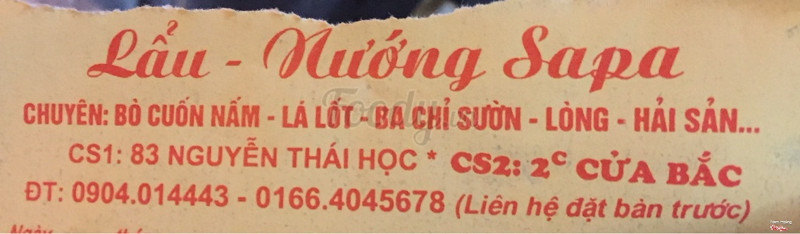 Lẩu - Nướng Sapa
CHUYÊN: BÒ CUỐN NẤM - LÁ LỐT - BA CHỈ SƯỜN - LÒNG - HẢI SẢN...
CS1: 83 NGUYỄN THÁI HỌC * CS2: 2C CỬA BẮC
ĐT: 0904.014443 - 0166.4045678 (Liên hệ đặt bàn trước)